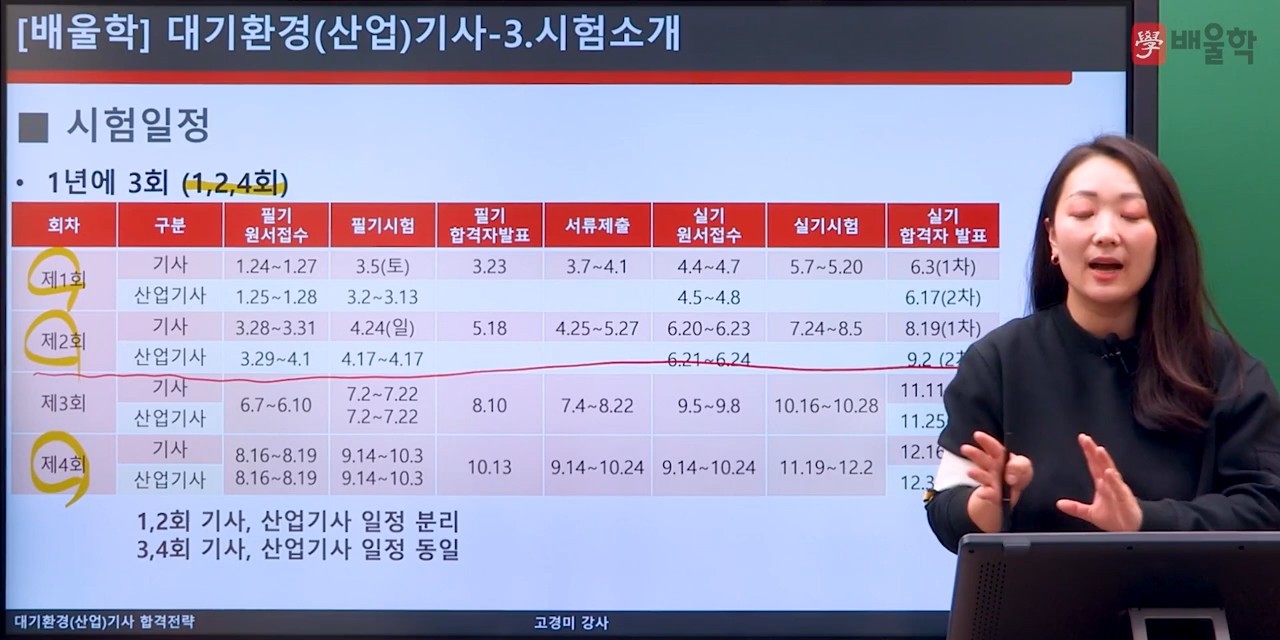 [배울학] 대기환경(산업)기사-3.시험소개
學 배울학
■ 시험일정
• 1년에 3회 (1,2,4회)
회차 구분 필기 원서접수 필기시험 필기 합격자발표 서류제출 실기 원서접수 실기시험 실기 합격자 발표
제1회 기사 1.24~1.27 3.5(토) 3.23 3.7~4.1 4.4~4.7 5.7~5.20 6.3(1차)
산업기사 1.25~1.28 3.2~3.13 4.5~4.8 6.17(2차)
제2회 기사 3.28~3.31 4.24(일) 5.18 4.25~5.27 6.20~6.23 7.24~8.5 8.19(1차)
산업기사 3.29~4.1 4.17~4.17 6.21~6.24 9.2 (2차
제3회 기사 6.7~6.10 7.2~7.22 8.10 7.4~8.22 9.5~9.8 10.16~10.28 11.11
산업기사 7.2~7.22 11.25
제4회 기사 8.16~8.19 9.14~10.3 10.13 9.14~10.24 9.14~10.24 11.19~12.2 12.16
산업기사 8.16~8.19 9.14~10.3 12.3
1,2회 기사, 산업기사 일정 분리
3,4회 기사, 산업기사 일정 동일
대기환경(산업)기사 합격전략 고경미 강사